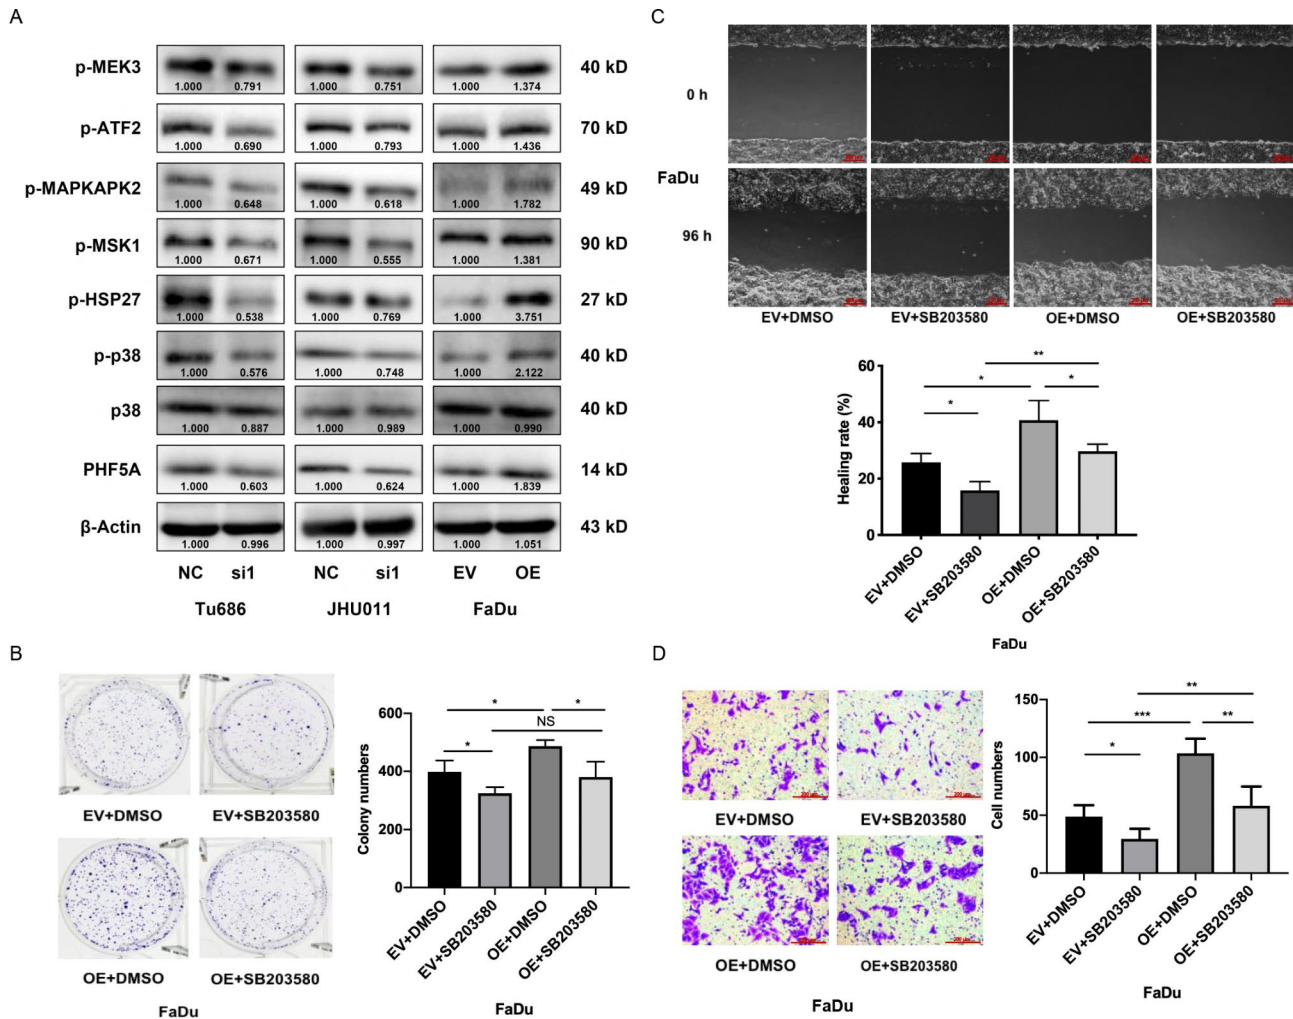 A
p-MEK3 1.000 0.791 1.000 0.751 1.000 1.374 40 kD
p-ATF2 1.000 0.690 1.000 0.793 1.000 1.436 70 kD
p-MAPKAPK2 1.000 0.648 1.000 0.618 1.000 1.782 49 kD
p-MSK1 1.000 0.671 1.000 0.555 1.000 1.381 90 kD
p-HSP27 1.000 0.538 1.000 0.769 1.000 3.751 27 kD
p-p38 1.000 0.576 1.000 0.748 1.000 2.122 40 kD
p38 1.000 0.887 1.000 0.989 1.000 0.990 40 kD
PHF5A 1.000 0.603 1.000 0.624 1.000 1.839 14 kD
β-Actin 1.000 0.996 1.000 0.997 1.000 1.051 43 kD
NC si1 NC si1 EV OE
Tu686 JHU011 FaDu
C
0 h
FaDu
96 h
EV+DMSO EV+SB203580 OE+DMSO OE+SB203580
**
* *
*
Healing rate (%)
80
60
40
20
0
EV+DMSO
EV+SB203580
OE+DMSO
OE+SB203580
FaDu
B
EV+DMSO EV+SB203580
OE+DMSO OE+SB203580
FaDu
* *
NS
*
Colony numbers
600
400
200
0
EV+DMSO
EV+SB203580
OE+DMSO
OE+SB203580
FaDu
D
200 μm 200 μm
EV+DMSO EV+SB203580
200 μm
OE+DMSO OE+SB203580
FaDu
**
*** **
*
Cell numbers
150
100
50
0
EV+DMSO
EV+SB203580
OE+DMSO
OE+SB203580
FaDu